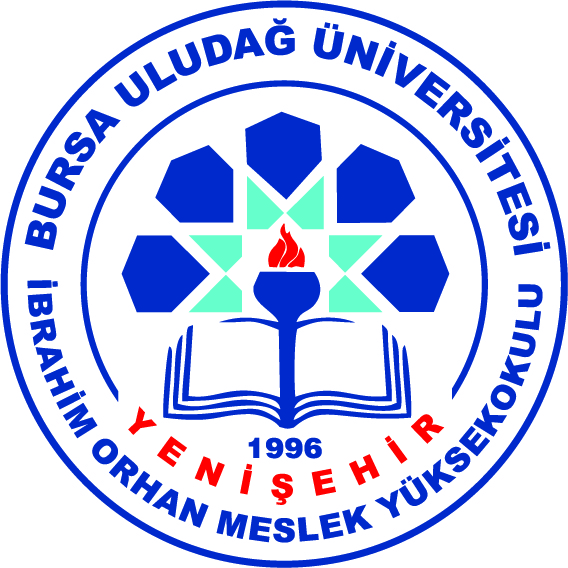 BURSA ULUDAĞ ÜNİVERSİTESİ
1996
YENİŞEHİR
İBRAHİM ORHAN MESLEK YÜKSEKOKULU